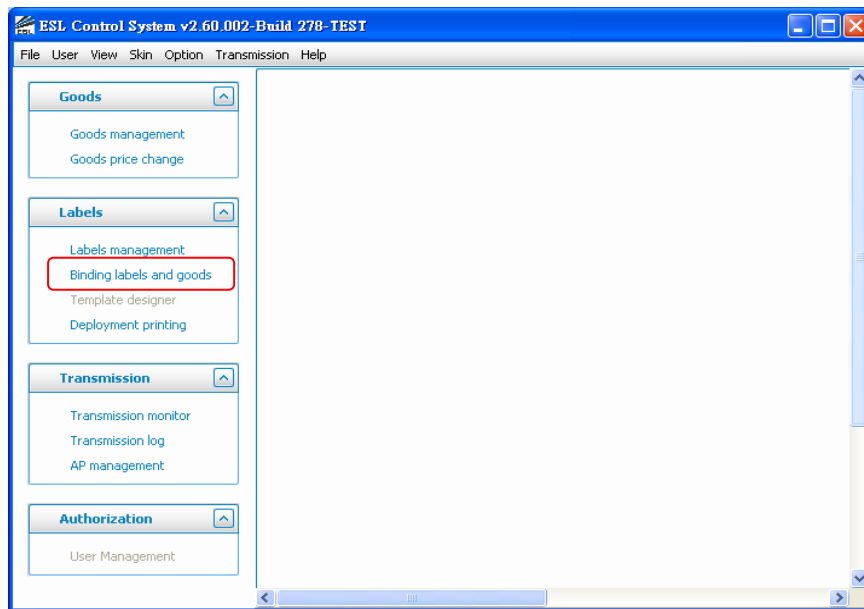 ESL Control System v2.60.002-Build 278-TEST
File User View Skin Option Transmission Help
Goods
Goods management
Goods price change
Labels
Labels management
Binding labels and goods
Template designer
Deployment printing
Transmission
Transmission monitor
Transmission log
AP management
Authorization
User Management